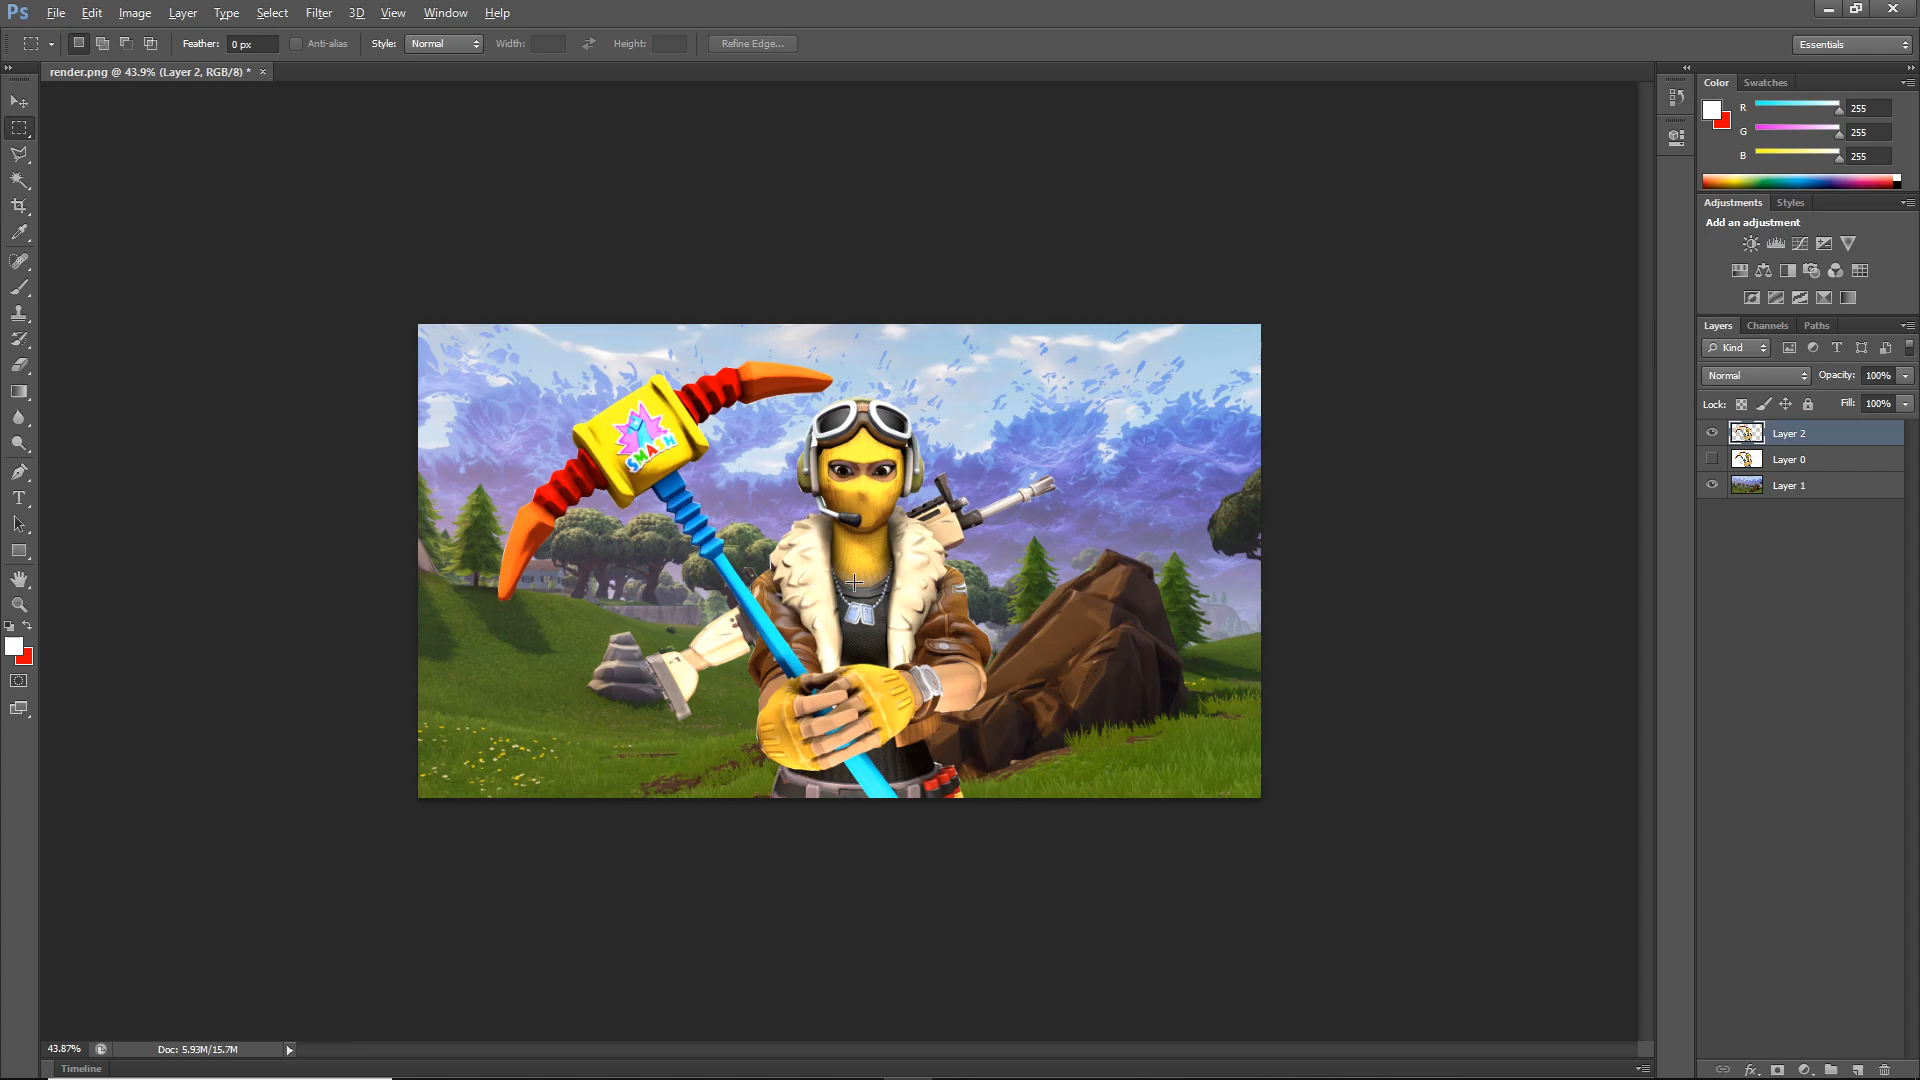 Ps File Edit Image Layer Type Select Filter 3D View Window Help
Feather: 0 px Anti-alias Style: Normal Width: Height: Refine Edge... Essentials
render.png @ 43.9% (Layer 2, RGB/8) * ×
Color Swatches
R 255
G 255
B 255
Adjustments Styles
Add an adjustment
Layers Channels Paths
Kind
Normal Opacity: 100%
Lock: Fill: 100%
Layer 2
Layer 0
Layer 1
SMASH
T
43.87% Doc: 5.93M/15.7M
Timeline
fx